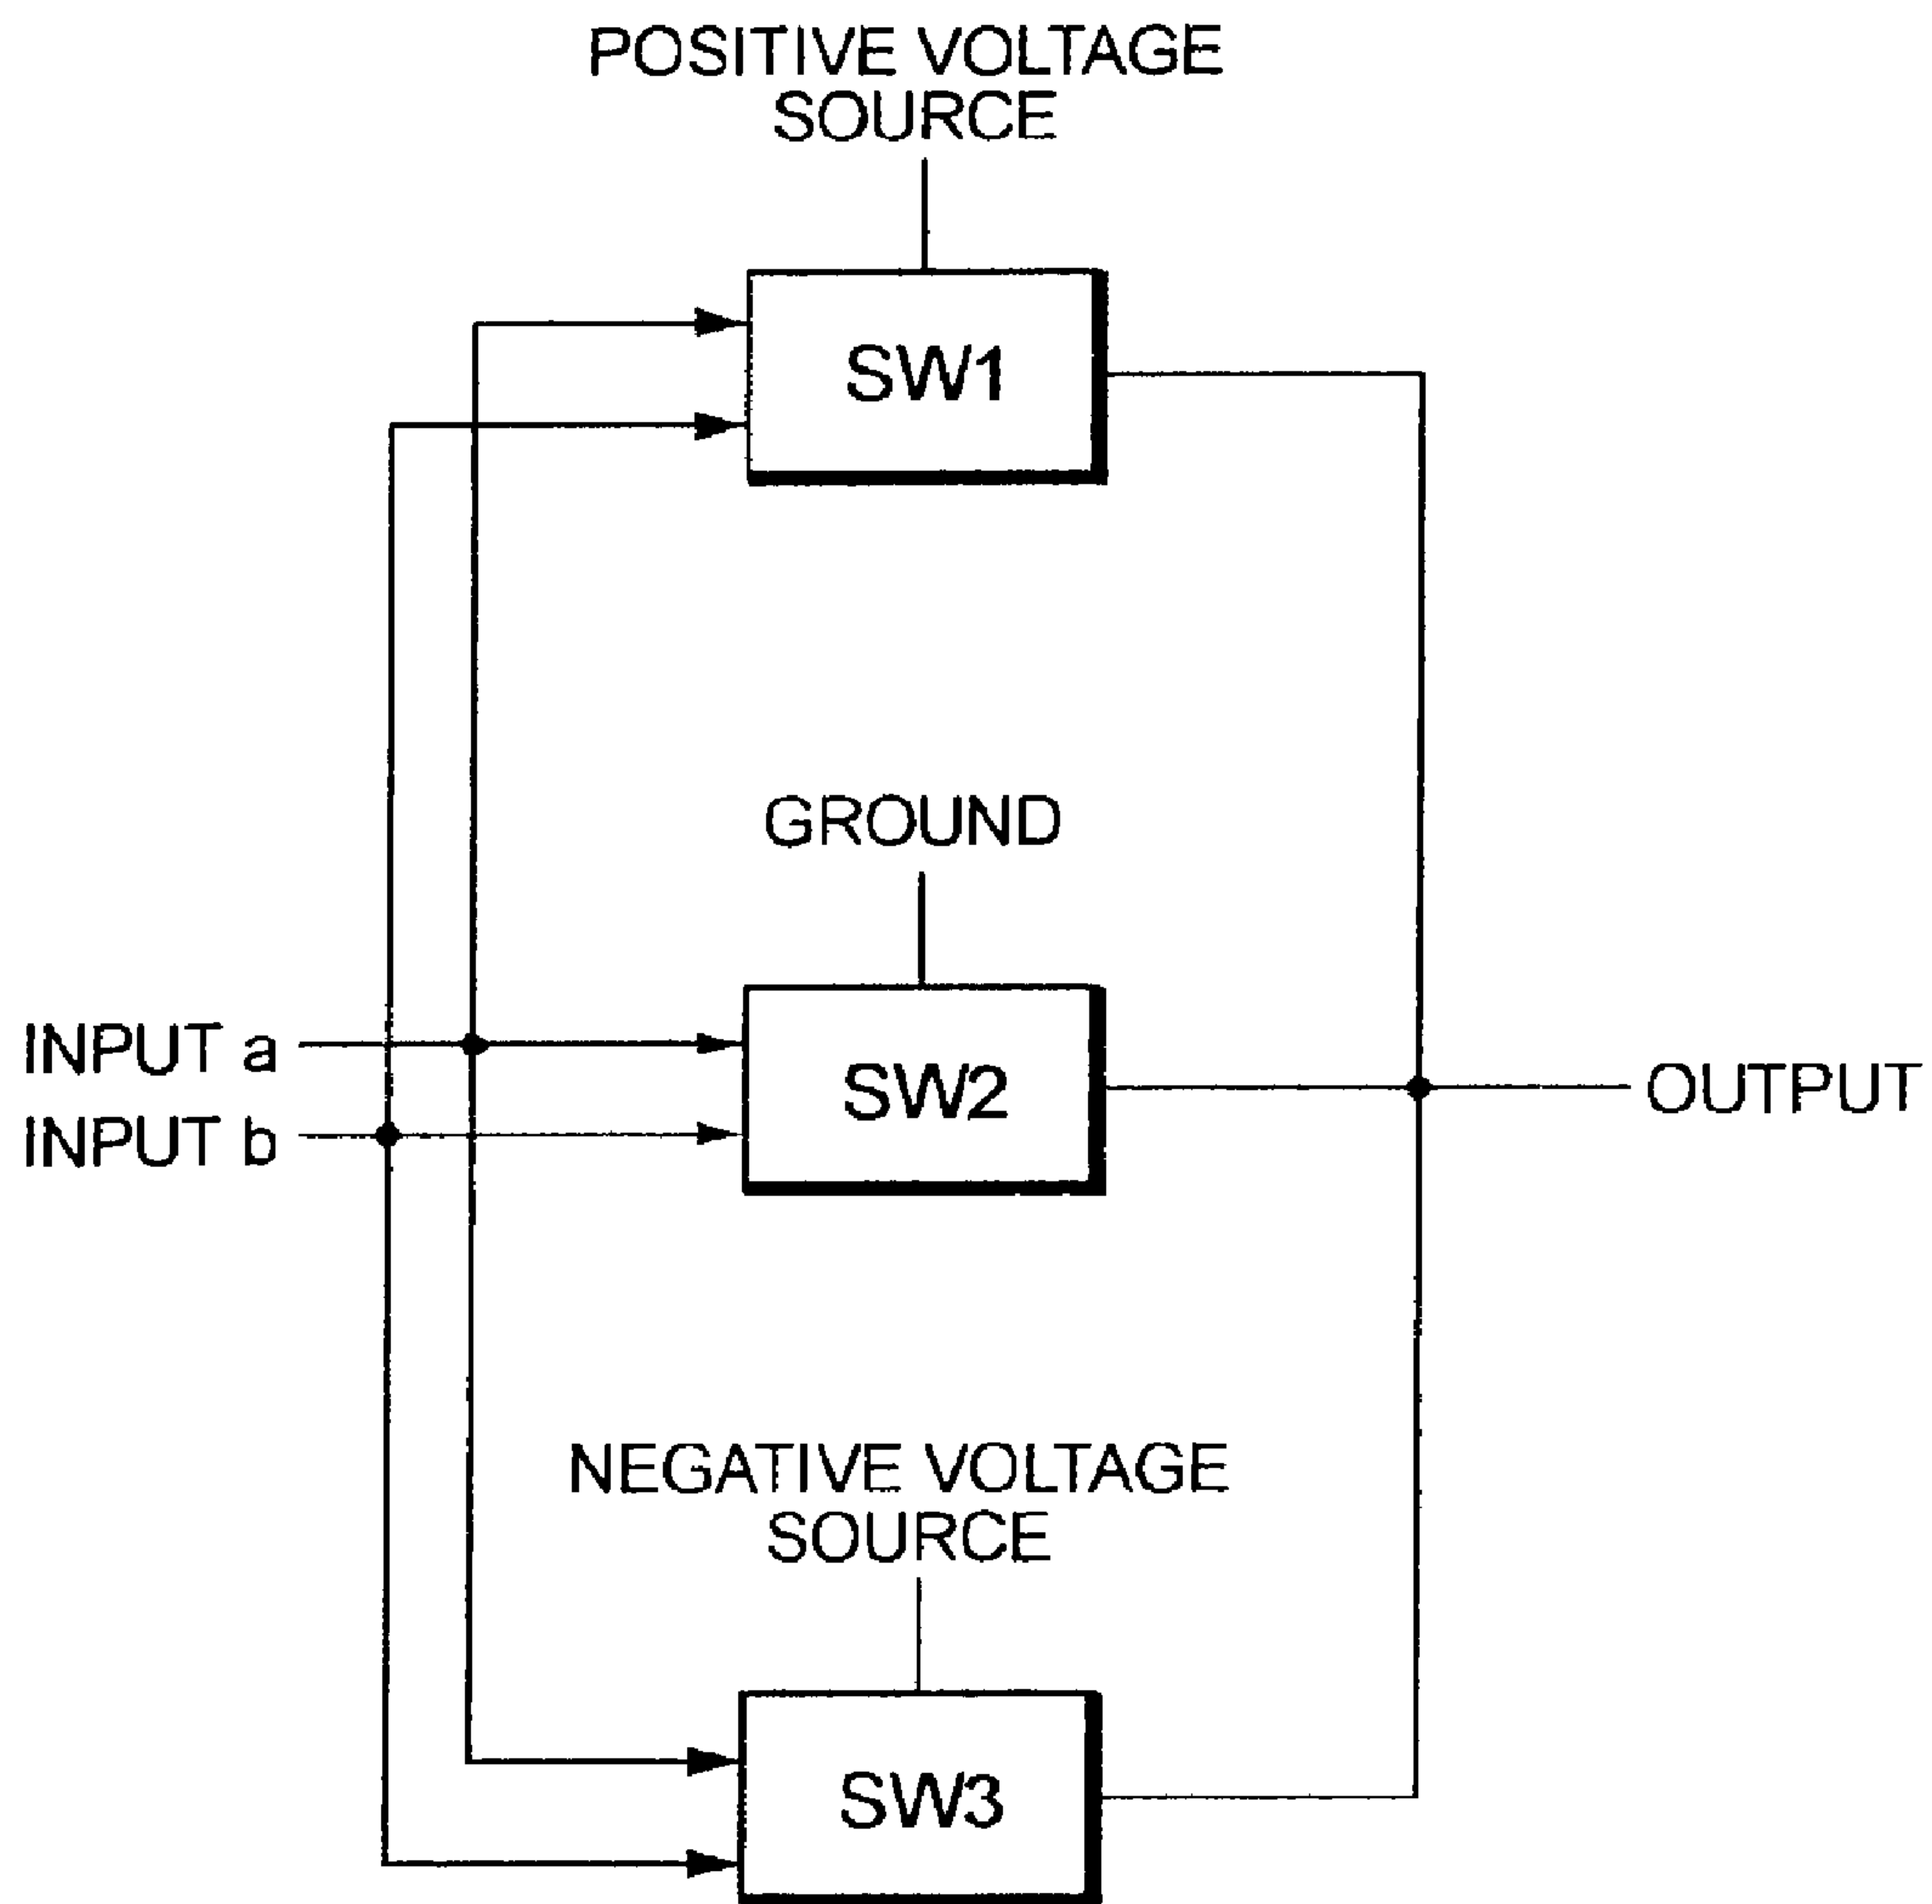 POSITIVE VOLTAGE
SOURCE
SW1
GROUND
INPUT a
INPUT b
SW2
OUTPUT
NEGATIVE VOLTAGE
SOURCE
SW3